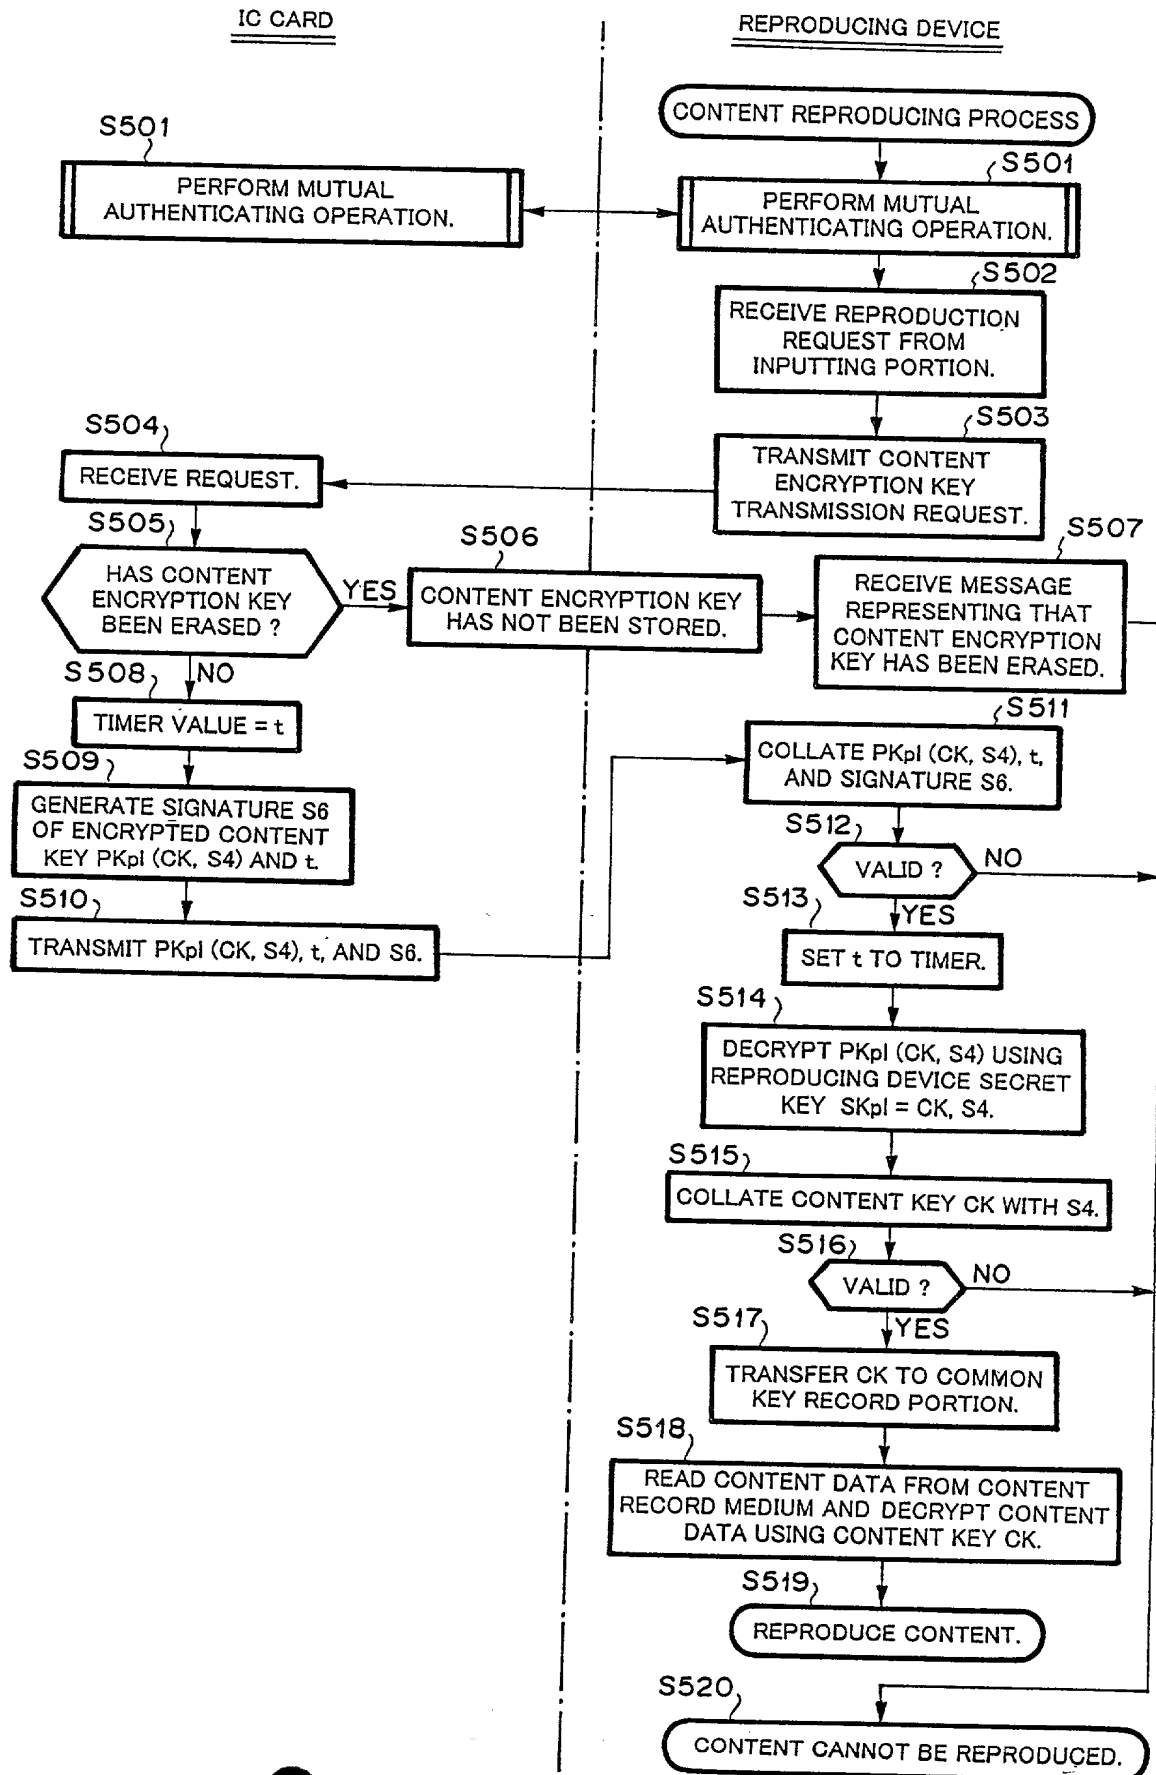 IC CARD
REPRODUCING DEVICE
CONTENT REPRODUCING PROCESS
S501
PERFORM MUTUAL
AUTHENTICATING OPERATION.
S501
PERFORM MUTUAL
AUTHENTICATING OPERATION.
S502
RECEIVE REPRODUCTION
REQUEST FROM
INPUTTING PORTION.
S503
TRANSMIT CONTENT
ENCRYPTION KEY
TRANSMISSION REQUEST.
S504
RECEIVE REQUEST.
S505
HAS CONTENT
ENCRYPTION KEY
BEEN ERASED ?
YES
NO
S506
CONTENT ENCRYPTION KEY
HAS NOT BEEN STORED.
S507
RECEIVE MESSAGE
REPRESENTING THAT
CONTENT ENCRYPTION
KEY HAS BEEN ERASED.
S508
TIMER VALUE = t
S509
GENERATE SIGNATURE S6
OF ENCRYPTED CONTENT
KEY PKpl (CK, S4) AND t.
S510
TRANSMIT PKpl (CK, S4), t, AND S6.
S511
COLLATE PKpl (CK, S4), t,
AND SIGNATURE S6.
S512
VALID ?
NO
YES
S513
SET t TO TIMER.
S514
DECRYPT PKpl (CK, S4) USING
REPRODUCING DEVICE SECRET
KEY SKpl = CK, S4.
S515
COLLATE CONTENT KEY CK WITH S4.
S516
VALID ?
NO
YES
S517
TRANSFER CK TO COMMON
KEY RECORD PORTION.
S518
READ CONTENT DATA FROM CONTENT
RECORD MEDIUM AND DECRYPT CONTENT
DATA USING CONTENT KEY CK.
S519
REPRODUCE CONTENT.
S520
CONTENT CANNOT BE REPRODUCED.